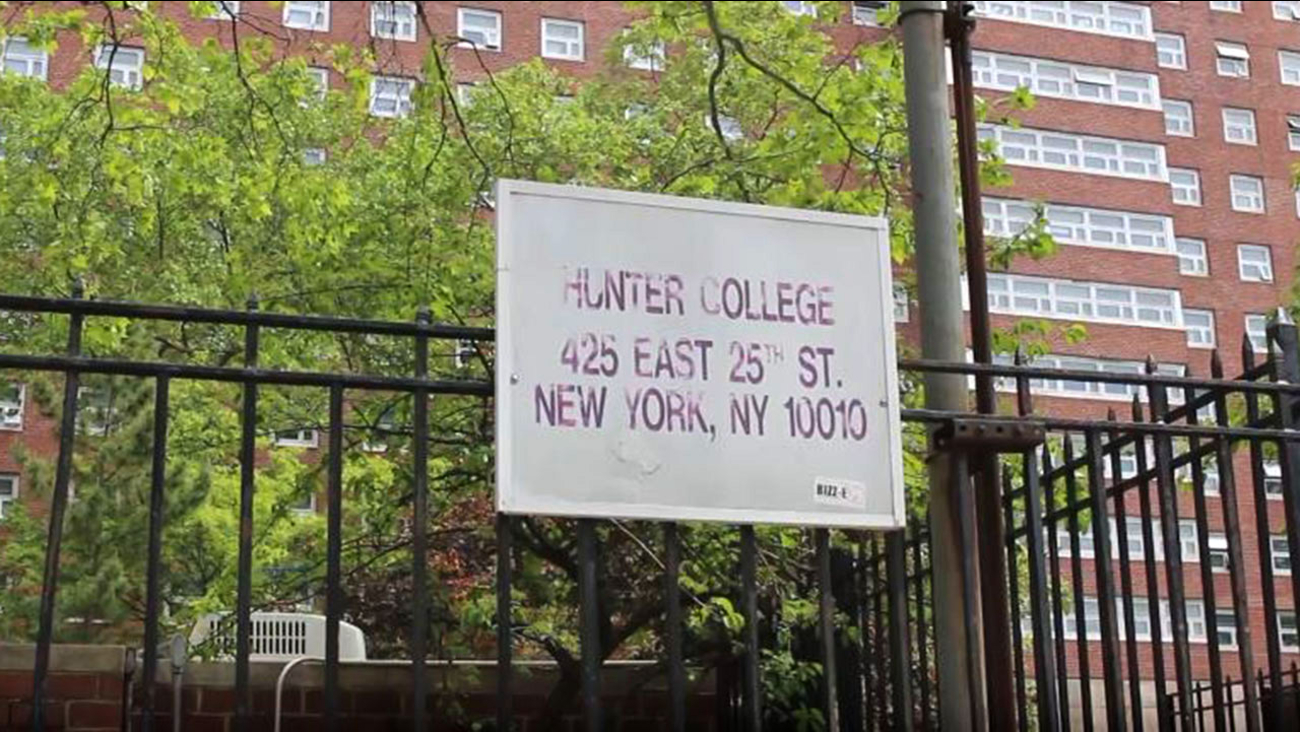 HUNTER COLLEGE
425 EAST 25TH ST.
NEW YORK, NY 10010